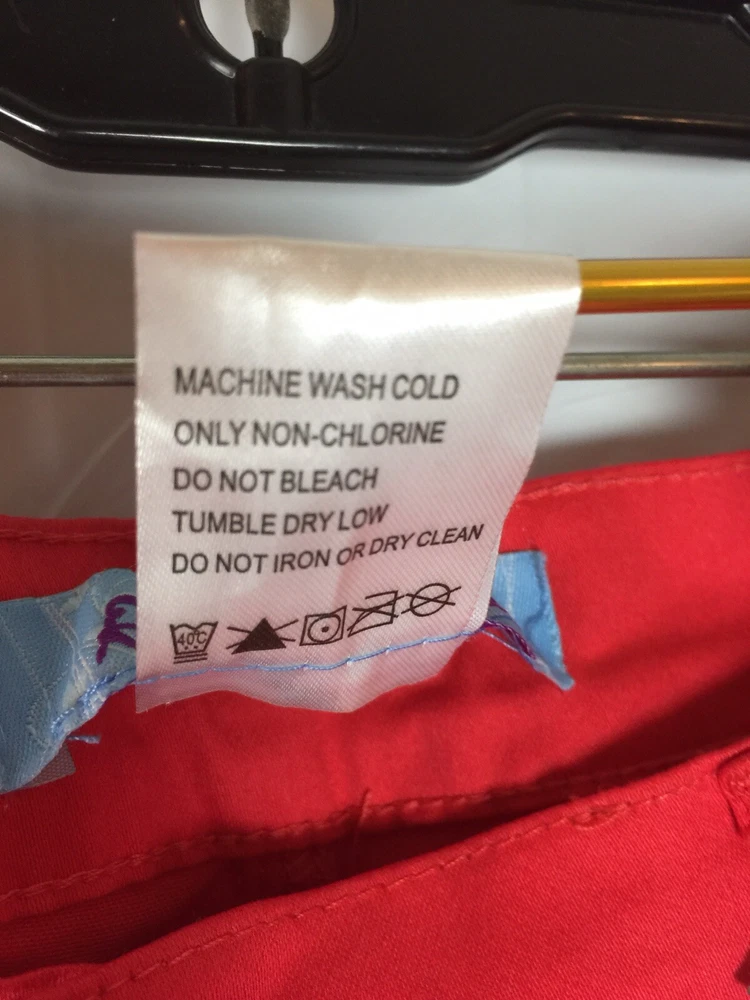 MACHINE WASH COLD
ONLY NON-CHLORINE
DO NOT BLEACH
TUMBLE DRY LOW
DO NOT IRON OR DRY CLEAN
40°C